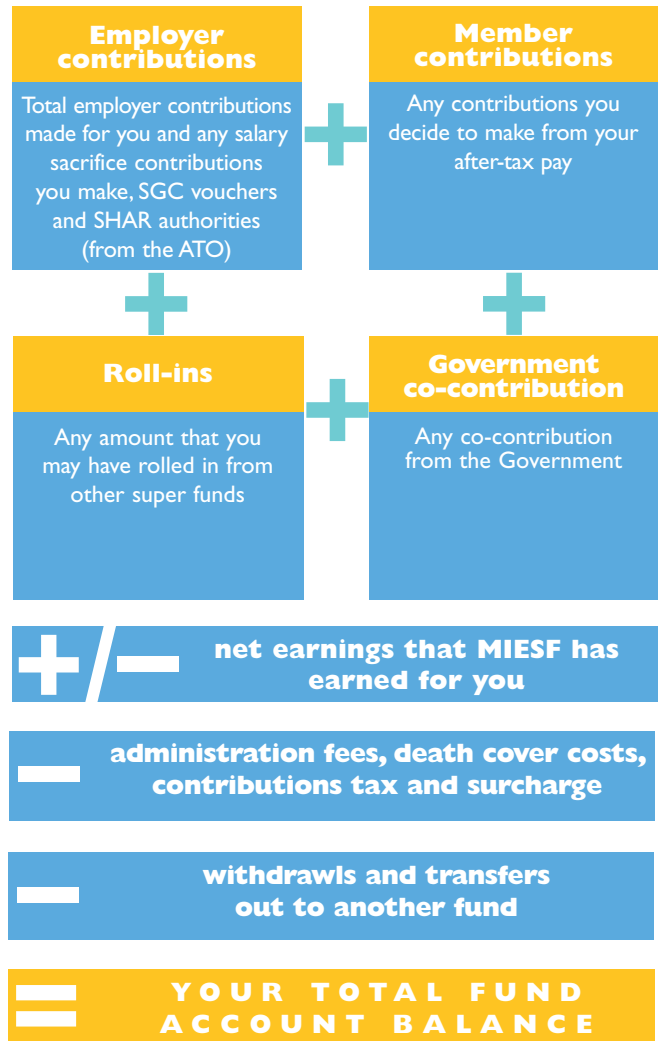 Employer
contributions
Total employer contributions
made for you and any salary
sacrifice contributions
you make, SGC vouchers
and SHAR authorities
(from the ATO)
+
Member
contributions
Any contributions you
decide to make from your
after-tax pay
+
+
Roll-ins
Any amount that you
may have rolled in from
other super funds
+
Government
co-contribution
Any co-contribution
from the Government
+/–
net earnings that MIESF has
earned for you
–
administration fees, death cover costs,
contributions tax and surcharge
–
withdrawls and transfers
out to another fund
=
YOUR TOTAL FUND
ACCOUNT BALANCE